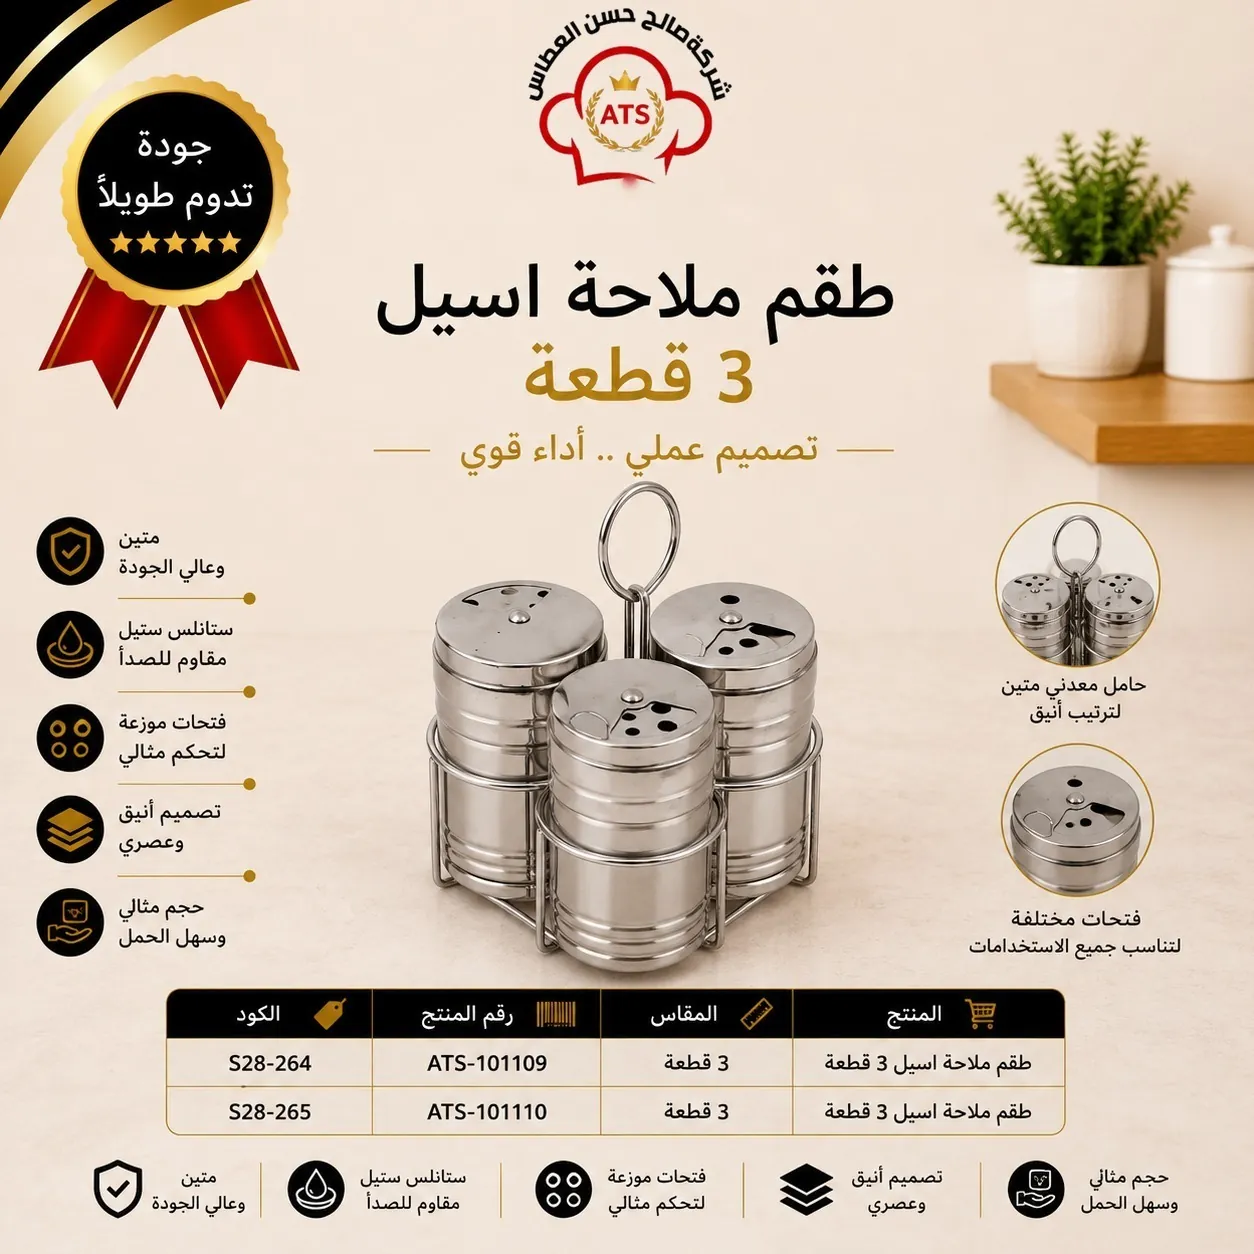 شركة صالح حسن العطاس
ATS
جودة
تدوم طويلاً
طقم ملاحة اسيل
3 قطعة
تصميم عملي .. أداء قوي
متين
وعالي الجودة
ستانلس ستيل
مقاوم للصدأ
فتحات موزعة
لتحكم مثالي
تصميم أنيق
وعصري
حجم مثالي
وسهل الحمل
حامل معدني متين
لترتيب أنيق
فتحات مختلفة
لتناسب جميع الاستخدامات
المنتج المقاس رقم المنتج الكود
طقم ملاحة اسيل 3 قطعة 3 قطعة ATS-101109 S28-264
طقم ملاحة اسيل 3 قطعة 3 قطعة ATS-101110 S28-265
حجم مثالي
وسهل الحمل
تصميم أنيق
وعصري
فتحات موزعة
لتحكم مثالي
ستانلس ستيل
مقاوم للصدأ
متين
وعالي الجودة